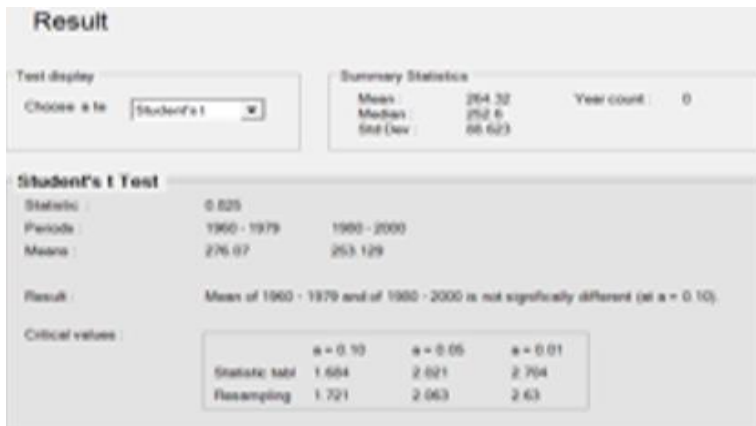 Result
Test display
Choose a te Student's t
Summary Statistics
Mean : 264.32 Year count : 0
Median : 252.6
Std Dev : 88.623
Student's t Test
Statistic : 0.825
Periods : 1960 - 1979 1980 - 2000
Means : 276.07 253.129
Result : Mean of 1960 - 1979 and of 1980 - 2000 is not significally different (at a = 0.10).
Critical values :
a = 0.10 a = 0.05 a = 0.01
Statistic tabl 1.684 2.021 2.704
Resampling 1.721 2.063 2.63